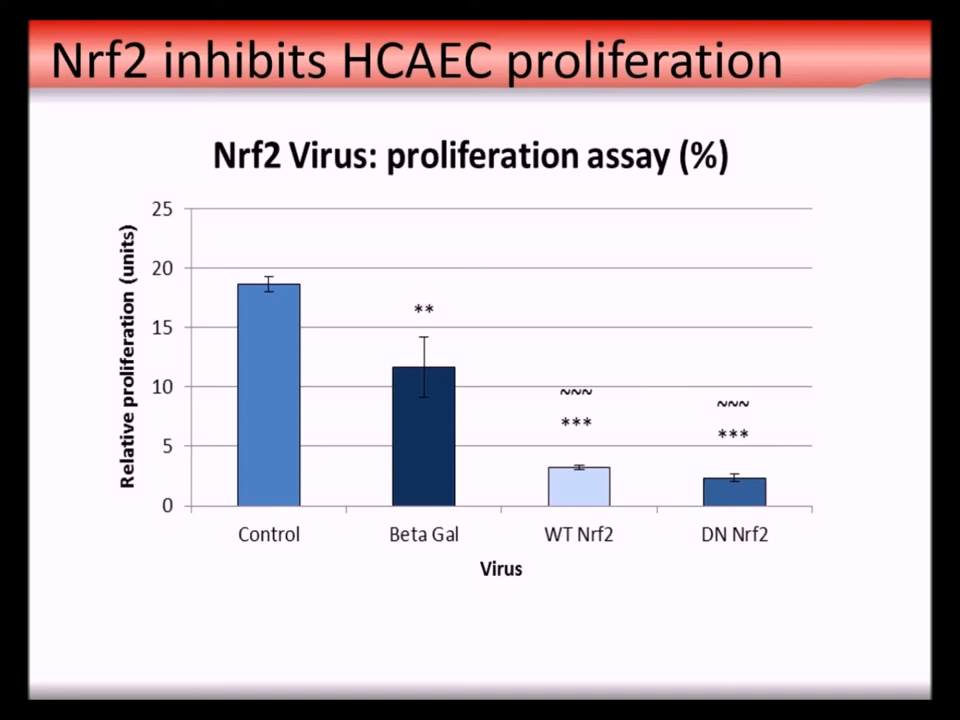 Nrf2 inhibits HCAEC proliferation
Nrf2 Virus: proliferation assay (%)
Relative proliferation (units)
25
20
15
10
5
0
**
~~~
***
~~~
***
Control Beta Gal WT Nrf2 DN Nrf2
Virus